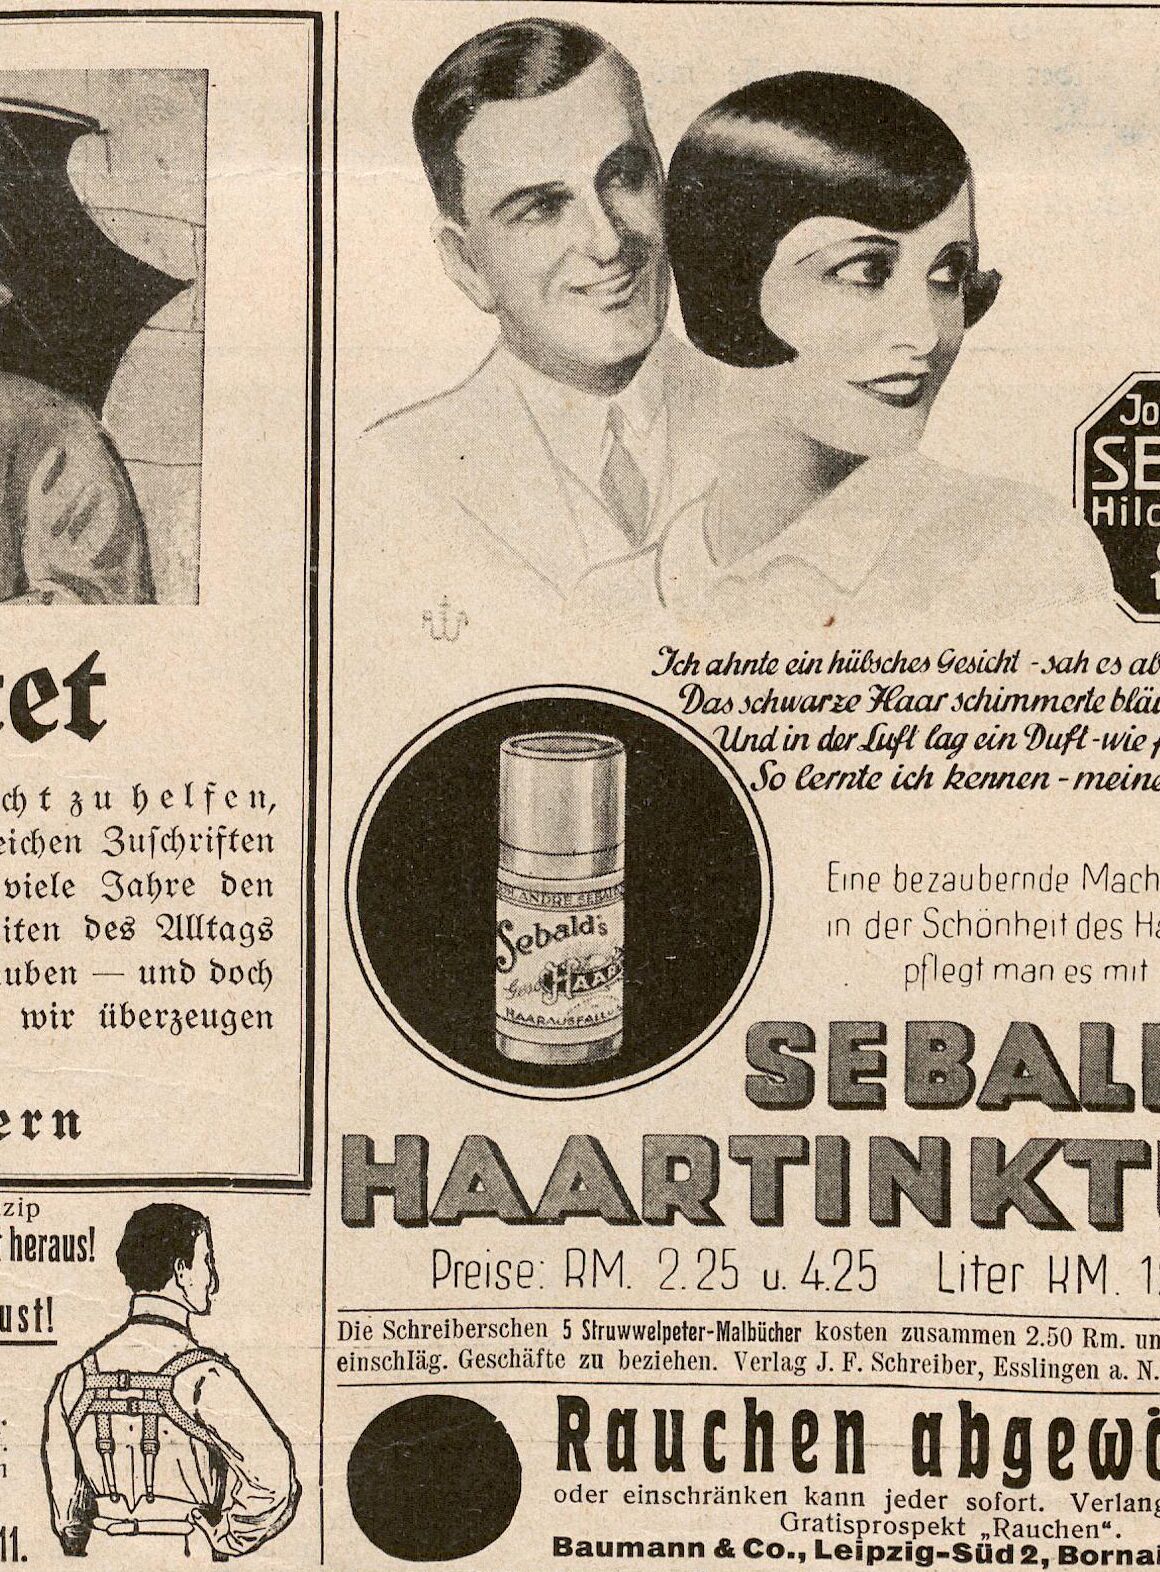 tet
cht zu helfen,
eichen Zuschriften
viele Jahre den
iten des Alltags
uben — und doch
wir überzeugen
ern
zip
heraus!
ust!
11.
Jo
SE
Hild
Ich ahnte ein hübsches Gesicht - sah es ab
Das schwarze Haar schimmerte bläu
Und in der Luft lag ein Duft - wie
So lernte ich kennen - meine
Sebald's
HAAR
HAARAUSFALL
Eine bezaubernde Mach
in der Schönheit des Ha
pflegt man es mit
SEBALD
HAARTINKTU
Preise: RM. 2.25 u. 4.25 Liter RM. 1
Die Schreiberschen 5 Struwwelpeter-Malbücher kosten zusammen 2.50 Rm. un
einschläg. Geschäfte zu beziehen. Verlag J. F. Schreiber, Esslingen a. N.
Rauchen abgewö
oder einschränken kann jeder sofort. Verlang
Gratisprospekt „Rauchen“.
Baumann & Co., Leipzig-Süd 2, Bornai